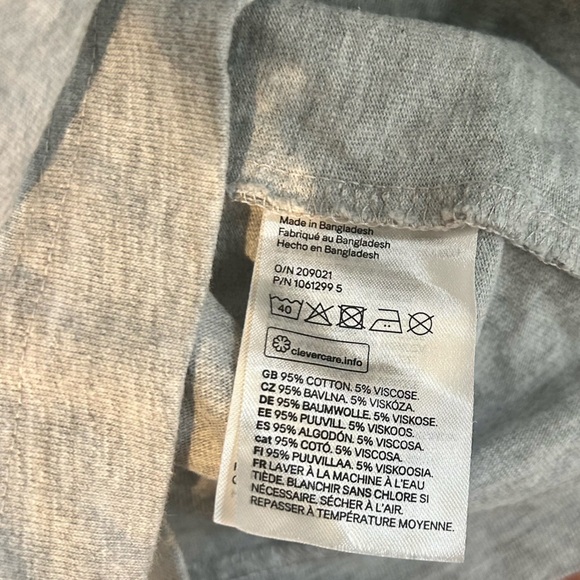 Made in Bangladesh
Fabriqué au Bangladesh
Hecho en Bangladesh
O/N 209021
P/N 1061299 5
40
clevercare.info
GB 95% COTTON. 5% VISCOSE.
CZ 95% BAVLNA. 5% VISKÓZA.
DE 95% BAUMWOLLE. 5% VISKOSE.
EE 95% PUUVILL. 5% VISKOOS.
ES 95% ALGODÓN. 5% VISCOSA.
cat 95% COTÓ. 5% VISCOSA.
FI 95% PUUVILLAA. 5% VISKOOSIA.
FR LAVER À LA MACHINE À L'EAU
TIÈDE. BLANCHIR SANS CHLORE SI
NÉCESSAIRE. SÉCHER À L'AIR.
REPASSER À TEMPÉRATURE MOYENNE.